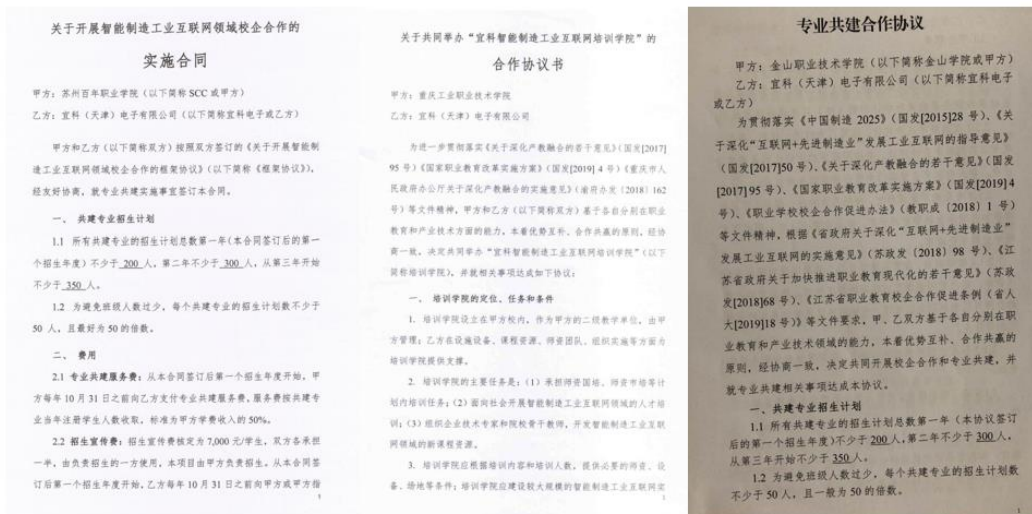 关于开展智能制造工业互联网领域校企合作的
实施合同
甲方：苏州百年职业学院（以下简称 SCC 或甲方）
乙方：宜科（天津）电子有限公司（以下简称宜科电子或乙方）
甲方和乙方（以下简称双方）按照双方签订的《关于开展智能制
造工业互联网领域校企合作的框架协议》（以下简称《框架协议》），
经友好协商，就专业共建实施事宜签订本合同。
一、 共建专业招生计划
1.1 所有共建专业的招生计划总数第一年（本合同签订后的第一
个招生年度）不少于 200 人，第二年不少于 300 人，从第三年开始
不少于 350 人。
1.2 为避免班级人数过少，每个共建专业的招生计划数不少于
50 人，且最好为 50 的倍数。
二、 费用
2.1 专业共建服务费：从本合同签订后第一个招生年度开始，甲
方每年 10 月 31 日之前向乙方支付专业共建服务费。服务费按共建专
业当年注册学生人数收取，标准为甲方学费收入的 50%。
2.2 招生宣传费：招生宣传费核定为 7,000 元/学生，双方各承担
一半，由负责招生的一方使用，本项目由甲方负责招生。从本合同签
订后第一个招生年度开始，乙方每年 10 月 31 日之前向甲方或甲方指
1
关于共同举办“宜科智能制造工业互联网培训学院”的
合作协议书
甲方：重庆工业职业技术学院
乙方：宜科（天津）电子有限公司
为进一步贯彻落实《关于深化产教融合的若干意见》（国发[2017]
95 号）《国家职业教育改革实施方案》（国发[2019] 4 号）《重庆市人
民政府办公厅关于深化产教融合的实施意见》（渝府办发〔2018〕162
号）等文件精神，甲方和乙方（以下简称双方）基于各自分别在职业
教育和产业技术方面的能力，本着优势互补、合作共赢的原则，经协
商一致，决定共同举办“宜科智能制造工业互联网培训学院”（以下
简称培训学院），并就相关事项达成如下协议：
一、 培训学院的定位、任务和条件
1. 培训学院设立在甲方校内，作为甲方的二级教学单位，由甲
方管理；乙方在设施设备、课程资源、师资团队、组织实施等方面为
培训学院提供支撑。
2. 培训学院的主要任务是：（1）承担师资国培、师资市培等计
划内培训任务；（2）面向社会开展智能制造工业互联网领域的人才培
训；（3）组织企业技术专家和院校骨干教师，开发智能制造工业互联
网领域的新课程资源。
3. 培训学院应根据培训内容和培训人数，提供必要的师资、设
备、场地等条件；培训学院应建设较大规模的智能制造工业互联网实
1
专业共建合作协议
甲方：金山职业技术学院（以下简称金山学院或甲方）
乙方：宜科（天津）电子有限公司（以下简称宜科电子
或乙方）
为贯彻落实《中国制造 2025》（国发[2015]28 号）、《关
于深化“互联网+先进制造业”发展工业互联网的指导意见》
（国发[2017]50 号）、《关于深化产教融合的若干意见》（国发
[2017]95 号）、《国家职业教育改革实施方案》（国发[2019]4
号）、《职业学校校企合作促进办法》（教职成〔2018〕1 号）
等文件精神，根据《省政府关于深化“互联网+先进制造业”
发展工业互联网的实施意见》（苏政发〔2018〕98 号）、《江
苏省政府关于加快推进职业教育现代化的若干意见》（苏政
发[2018]68 号）、《江苏省职业教育校企合作促进条例（省人
大[2019]18 号）》等文件要求，甲、乙双方基于各自分别在职
业教育和产业技术领域的能力，本着优势互补、合作共赢的
原则，经协商一致，决定共同开展校企合作和专业共建，并
就专业共建相关事项达成本协议。
一、共建专业招生计划
1.1 所有共建专业的招生计划总数第一年（本协议签订
后的第一个招生年度）不少于 200 人，第二年不少于 300 人，
从第三年开始不少于 350 人。
1.2 为避免班级人数过少，每个共建专业的招生计划数
不少于 50 人，且一般为 50 的倍数。
1